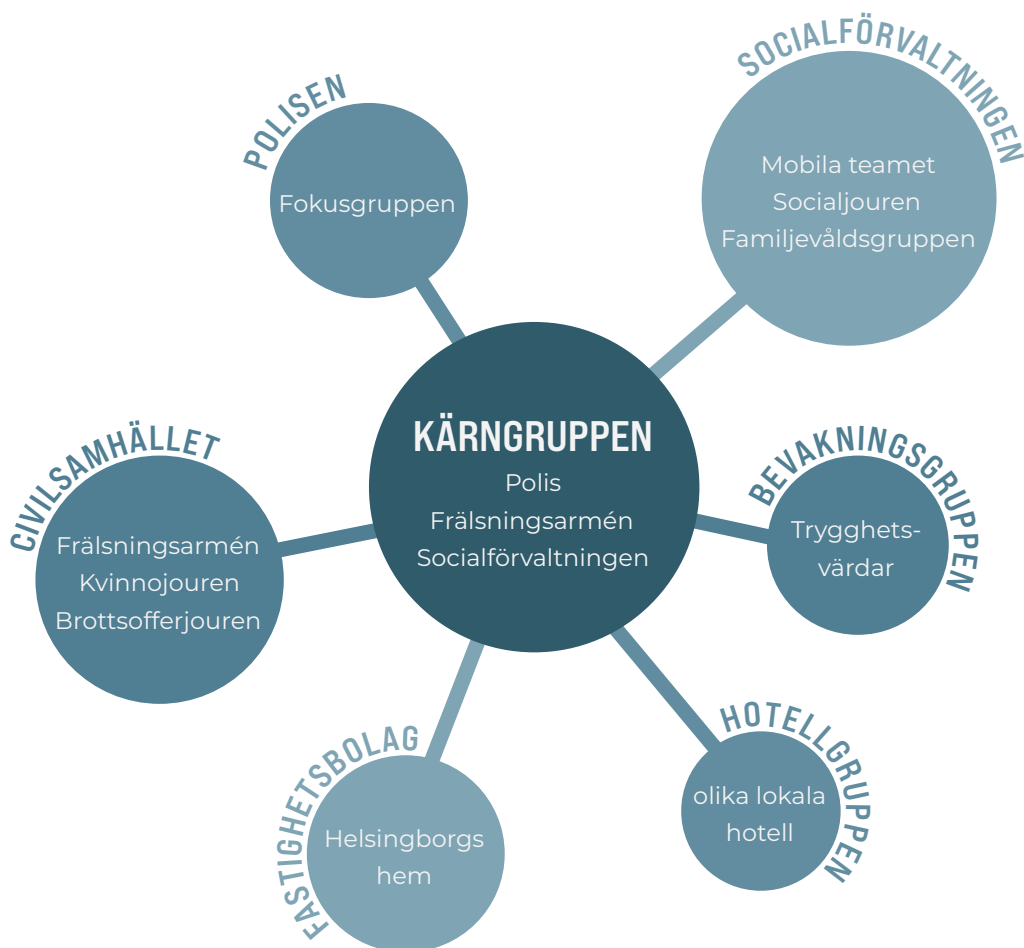 SOCIALFÖRVALTNINGEN
Mobila teamet
Socialjouren
Familjevåldsgruppen
POLISEN
Fokusgruppen
KÄRNGRUPPEN
Polis
Frälsningsarmén
Socialförvaltningen
CIVILSAMHÄLLET
Frälsningsarmén
Kvinnojouren
Brottsofferjouren
BEVAKNINGSGRUPPEN
Trygghets-
värdar
FASTIGHETSBOLAG
Helsingborgs
hem
HOTELLGRUPPEN
olika lokala
hotell